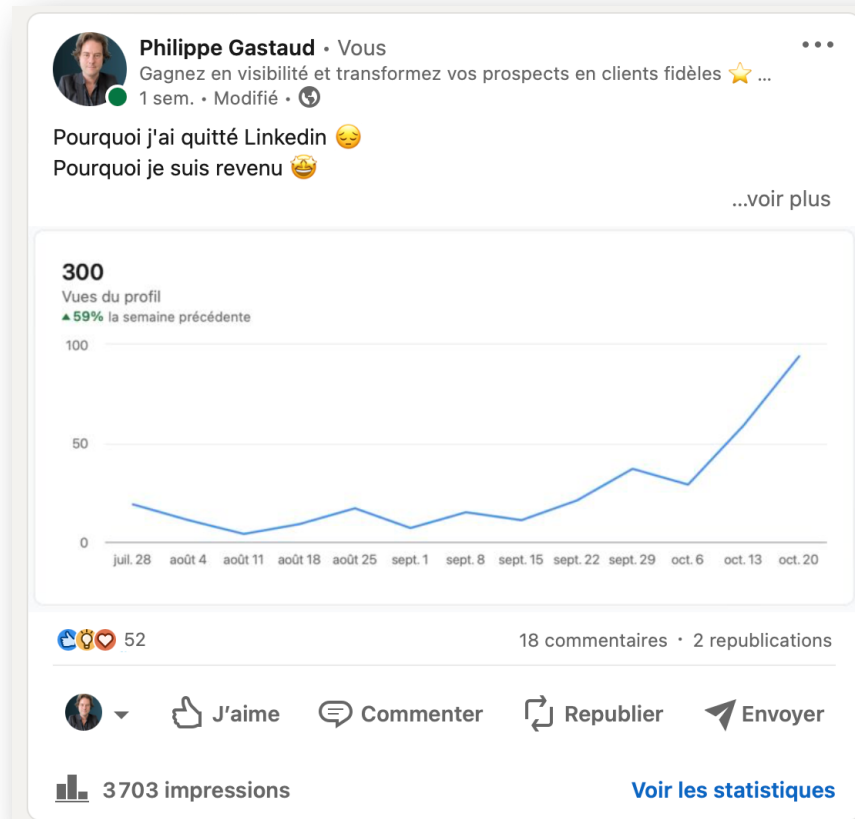 Philippe Gastaud • Vous
Gagnez en visibilité et transformez vos prospects en clients fidèles ⭐ ...
1 sem. • Modifié •
Pourquoi j'ai quitté Linkedin 😔
Pourquoi je suis revenu 🤩
...voir plus
300
Vues du profil
▲59% la semaine précédente
100
50
0
juil. 28 août 4 août 11 août 18 août 25 sept. 1 sept. 8 sept. 15 sept. 22 sept. 29 oct. 6 oct. 13 oct. 20
52 18 commentaires • 2 republications
J'aime Commenter Republier Envoyer
3 703 impressions Voir les statistiques